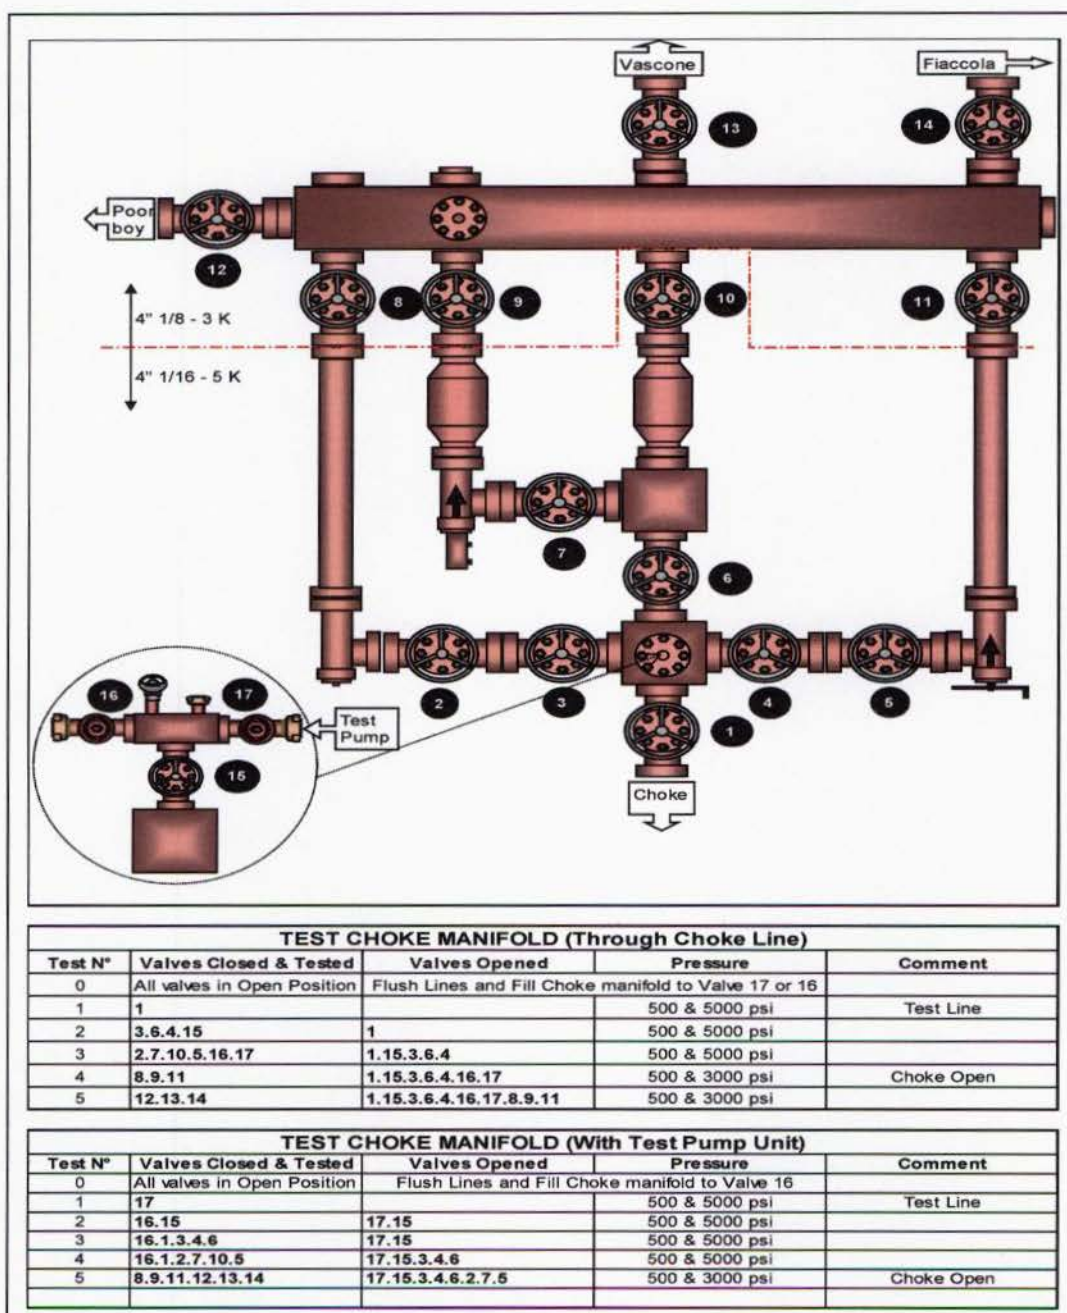 Vascone
Fiaccola
13
14
Poor
boy
12
8
9
10
11
4" 1/8 - 3 K
4" 1/16 - 5 K
7
6
16
17
2
3
4
5
Test
Pump
1
15
Choke
TEST CHOKE MANIFOLD (Through Choke Line)
Test N° Valves Closed & Tested Valves Opened Pressure Comment
0 All valves in Open Position Flush Lines and Fill Choke manifold to Valve 17 or 16
1 1 500 & 5000 psi Test Line
2 3.6.4.15 1 500 & 5000 psi
3 2.7.10.5.16.17 1.15.3.6.4 500 & 5000 psi
4 8.9.11 1.15.3.6.4.16.17 500 & 3000 psi Choke Open
5 12.13.14 1.15.3.6.4.16.17.8.9.11 500 & 3000 psi
TEST CHOKE MANIFOLD (With Test Pump Unit)
Test N° Valves Closed & Tested Valves Opened Pressure Comment
0 All valves in Open Position Flush Lines and Fill Choke manifold to Valve 16
1 17 500 & 5000 psi Test Line
2 16.15 17.15 500 & 5000 psi
3 16.1.3.4.6 17.15 500 & 5000 psi
4 16.1.2.7.10.5 17.15.3.4.6 500 & 5000 psi
5 8.9.11.12.13.14 17.15.3.4.6.2.7.5 500 & 3000 psi Choke Open